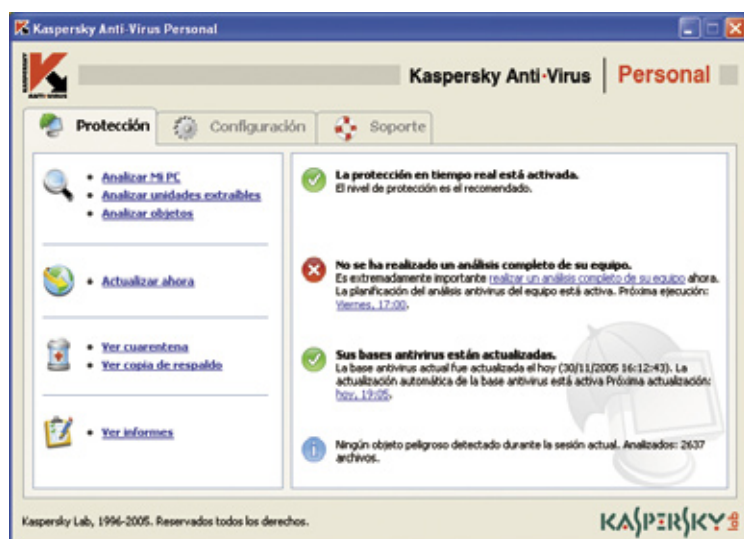 Kaspersky Anti-Virus Personal
KASPERSKY
ANTI-VIRUS
Kaspersky Anti-Virus Personal
Protección Configuración Soporte
Analizar Mi PC
Analizar unidades extraíbles
Analizar objetos
Actualizar ahora
Ver cuarentena
Ver copia de respaldo
Ver informes
La protección en tiempo real está activada.
El nivel de protección es el recomendado.
No se ha realizado un análisis completo de su equipo.
Es extremadamente importante realizar un análisis completo de su equipo ahora.
La planificación del análisis antivirus del equipo está activa. Próxima ejecución:
Viernes, 17:00.
Sus bases antivirus están actualizadas.
La base antivirus actual fue actualizada el hoy (30/11/2005 16:12:43). La
actualización automática de la base antivirus está activa Próxima actualización:
hoy, 19:05.
Ningún objeto peligroso detectado durante la sesión actual. Analizados: 2637
archivos.
Kaspersky Lab, 1996-2005. Reservados todos los derechos.
KASPERSKY lab